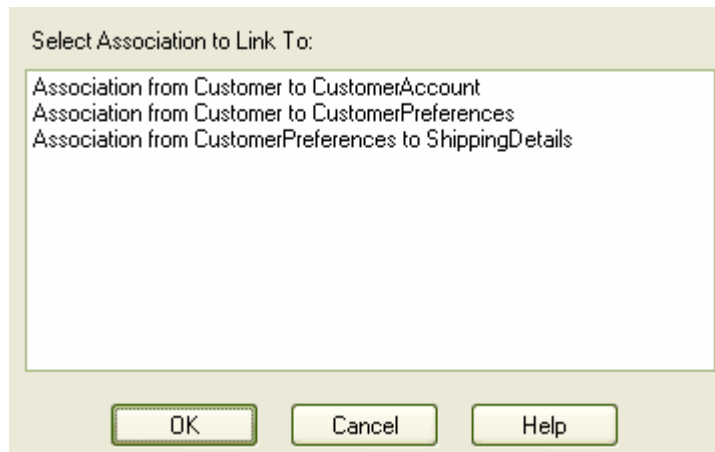 Select Association to Link To:
Association from Customer to CustomerAccount
Association from Customer to CustomerPreferences
Association from CustomerPreferences to ShippingDetails
OK Cancel Help